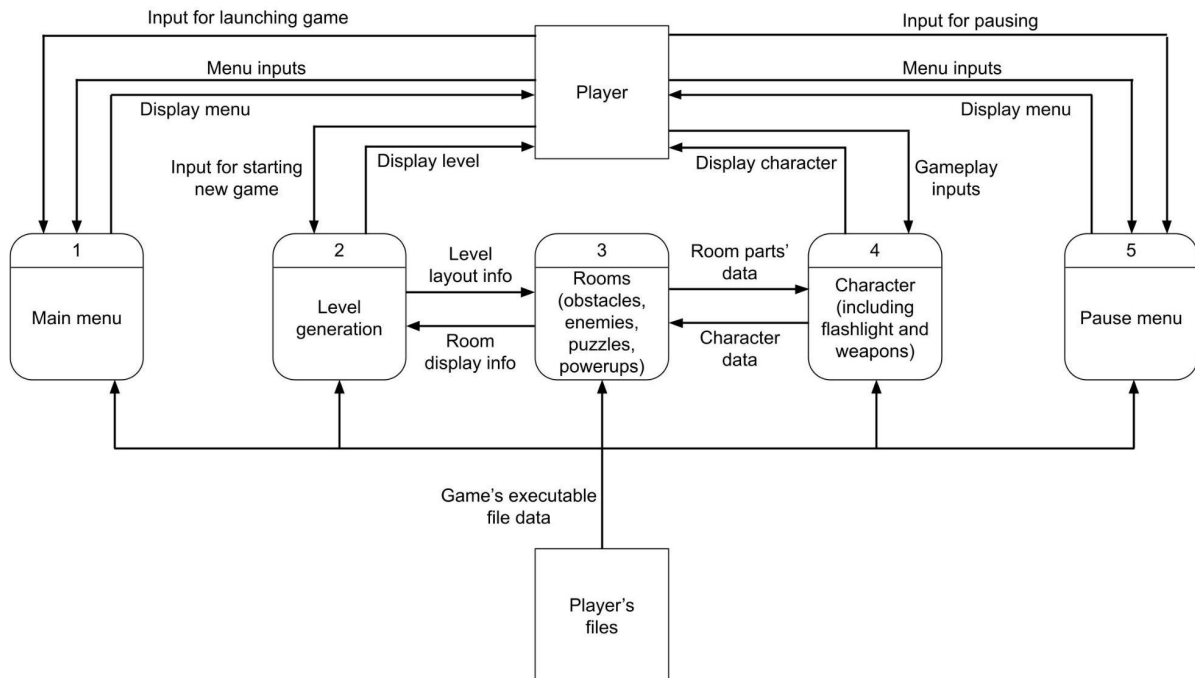 Input for launching game
Input for pausing
Menu inputs
Player
Menu inputs
Display menu
Display menu
Input for starting
new game
Display level
Display character
Gameplay
inputs
1
Main menu
2
Level
generation
Level
layout info
Room
display info
3
Rooms
(obstacles,
enemies,
puzzles,
powerups)
Room parts’
data
Character
data
4
Character
(including
flashlight and
weapons)
5
Pause menu
Game’s executable
file data
Player’s
files